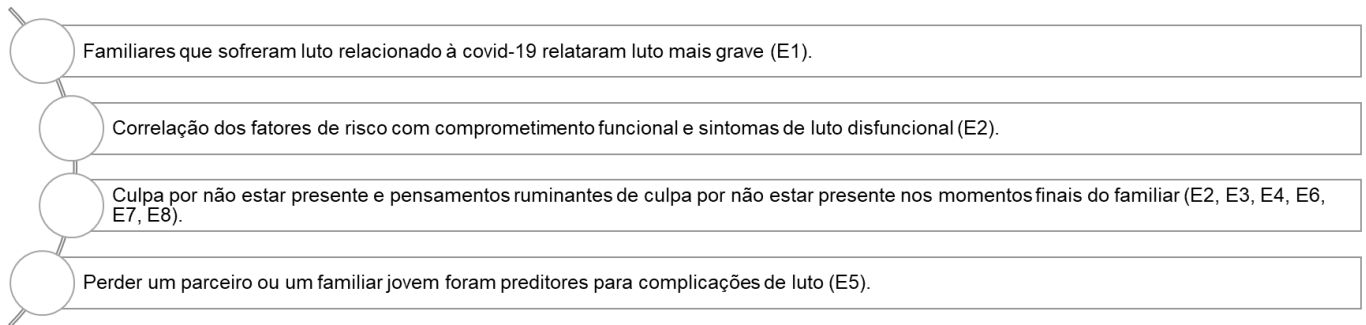 Familiares que sofreram luto relacionado à covid-19 relataram luto mais grave (E1).
Correlação dos fatores de risco com comprometimento funcional e sintomas de luto disfuncional (E2).
Culpa por não estar presente e pensamentos ruminantes de culpa por não estar presente nos momentos finais do familiar (E2, E3, E4, E6,
E7, E8).
Perder um parceiro ou um familiar jovem foram preditores para complicações de luto (E5).